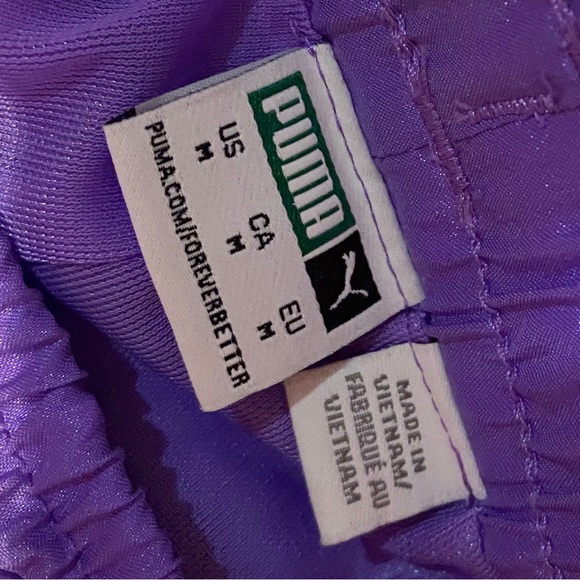 PUMA
US CA EU
M M M
PUMA.COM/FOREVERBETTER
MADE IN
VIETNAM/
FABRIQUÉ AU
VIETNAM